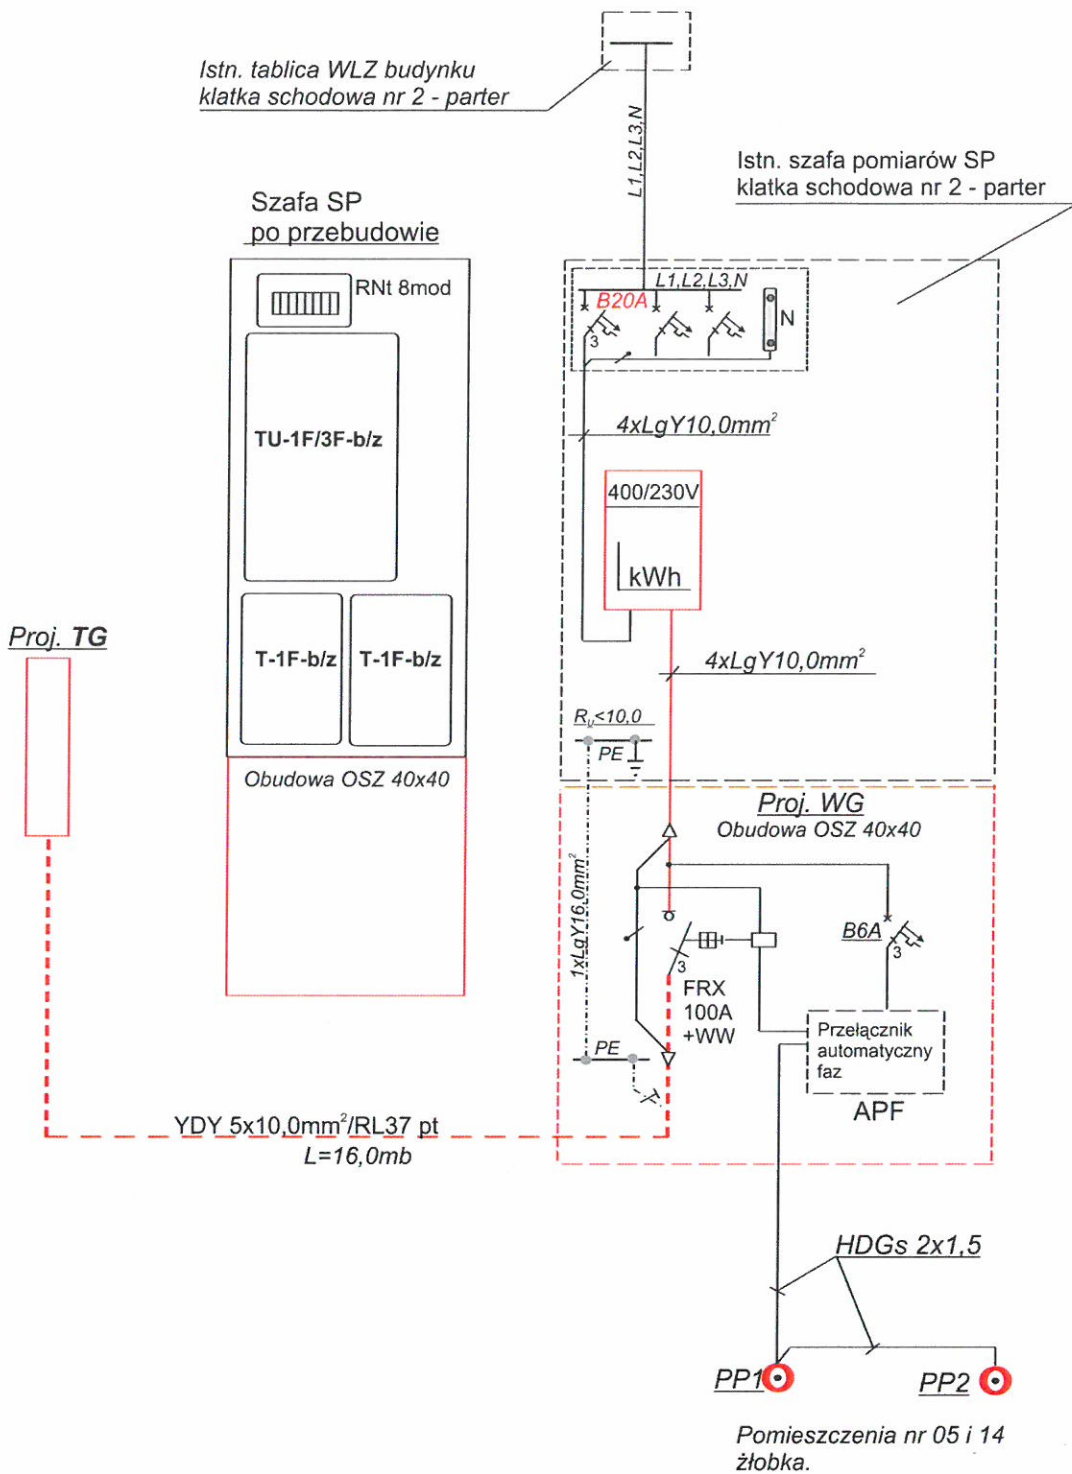 Istn. tablica WLZ budynku
klatka schodowa nr 2 - parter
L1,L2,L3,N
Istn. szafa pomiarów SP
klatka schodowa nr 2 - parter
Szafa SP
po przebudowie
RNt 8mod
TU-1F/3F-b/z
T-1F-b/z
T-1F-b/z
Obudowa OSZ 40x40
L1,L2,L3,N
B20A
3
N
4xLgY10,0mm²
400/230V
kWh
4xLgY10,0mm²
Rᵤ<10,0
PE
Proj. TG
Proj. WG
Obudowa OSZ 40x40
1xLgY16,0mm²
B6A
3
3
FRX
100A
+WW
PE
Przełącznik
automatyczny
faz
APF
YDY 5x10,0mm²/RL37 pt
L=16,0mb
HDGs 2x1,5
PP1
PP2
Pomieszczenia nr 05 i 14
żłobka.